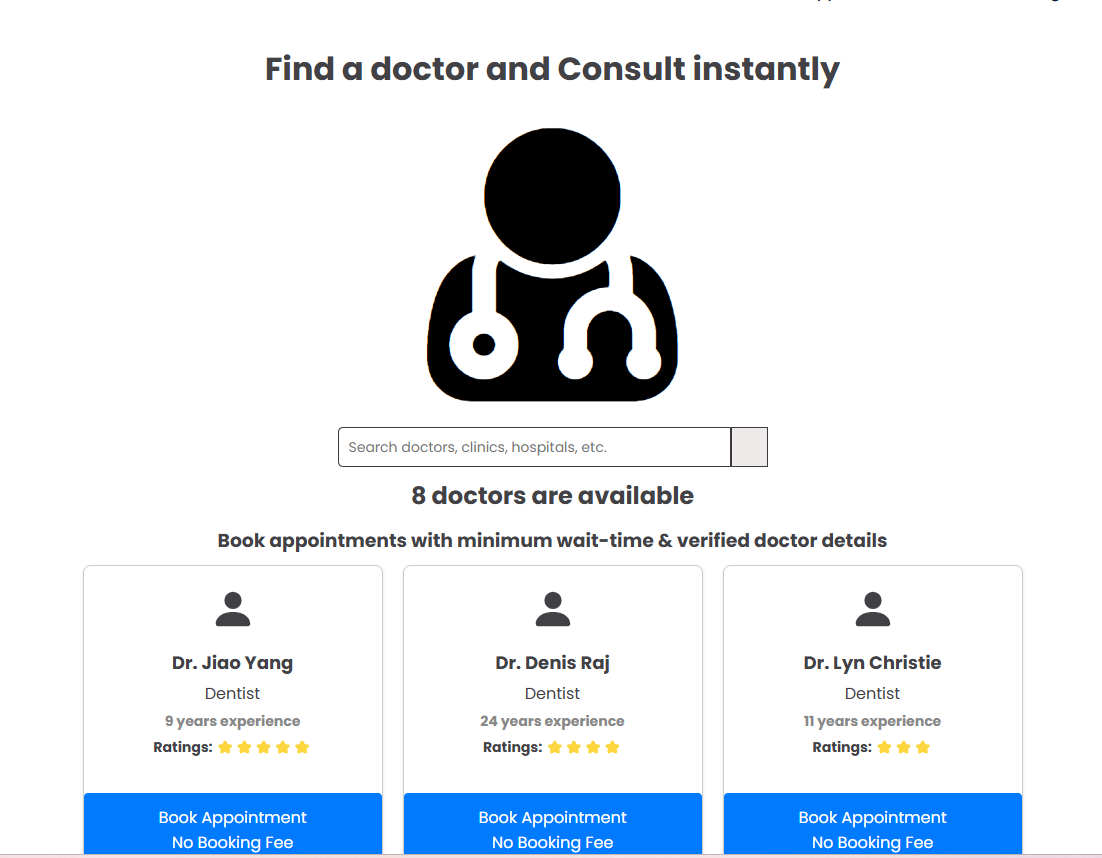 Find a doctor and Consult instantly
Search doctors, clinics, hospitals, etc.
8 doctors are available
Book appointments with minimum wait-time & verified doctor details
Dr. Jiao Yang
Dentist
9 years experience
Ratings:
Book Appointment
No Booking Fee
Dr. Denis Raj
Dentist
24 years experience
Ratings:
Book Appointment
No Booking Fee
Dr. Lyn Christie
Dentist
11 years experience
Ratings:
Book Appointment
No Booking Fee